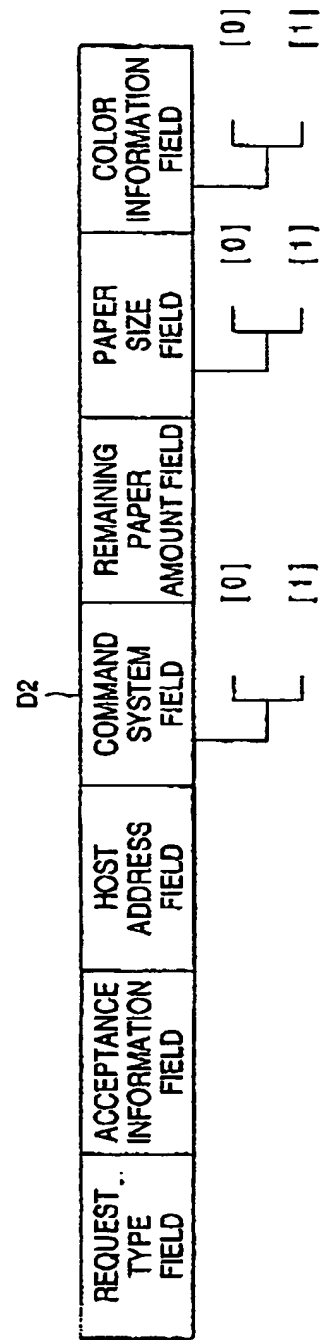 D2
REQUEST
TYPE
FIELD
ACCEPTANCE
INFORMATION
FIELD
HOST
ADDRESS
FIELD
COMMAND
SYSTEM
FIELD
REMAINING
PAPER
AMOUNT FIELD
PAPER
SIZE
FIELD
COLOR
INFORMATION
FIELD
[0]
[1]
[0]
[1]
[0]
[1]